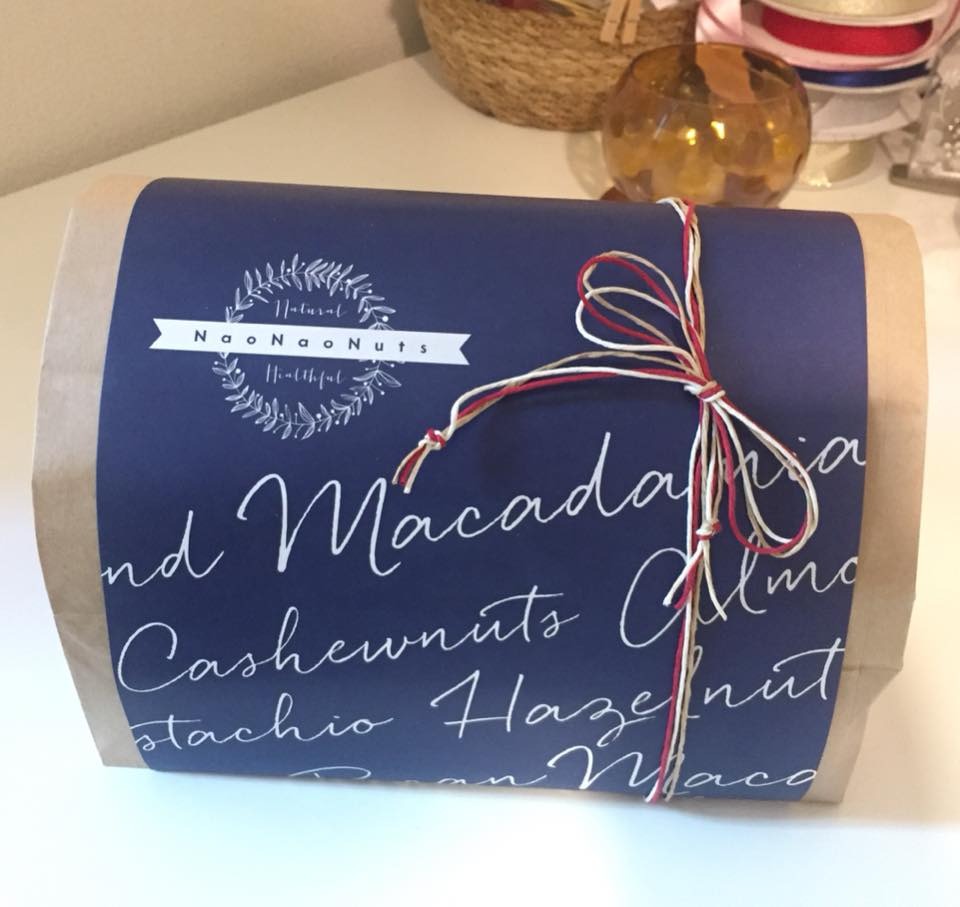 Natural
NaoNaoNuts
Healthful
nd Macadamia
Cashewnuts Almo
stachio Hazelnut
Pecan Maca